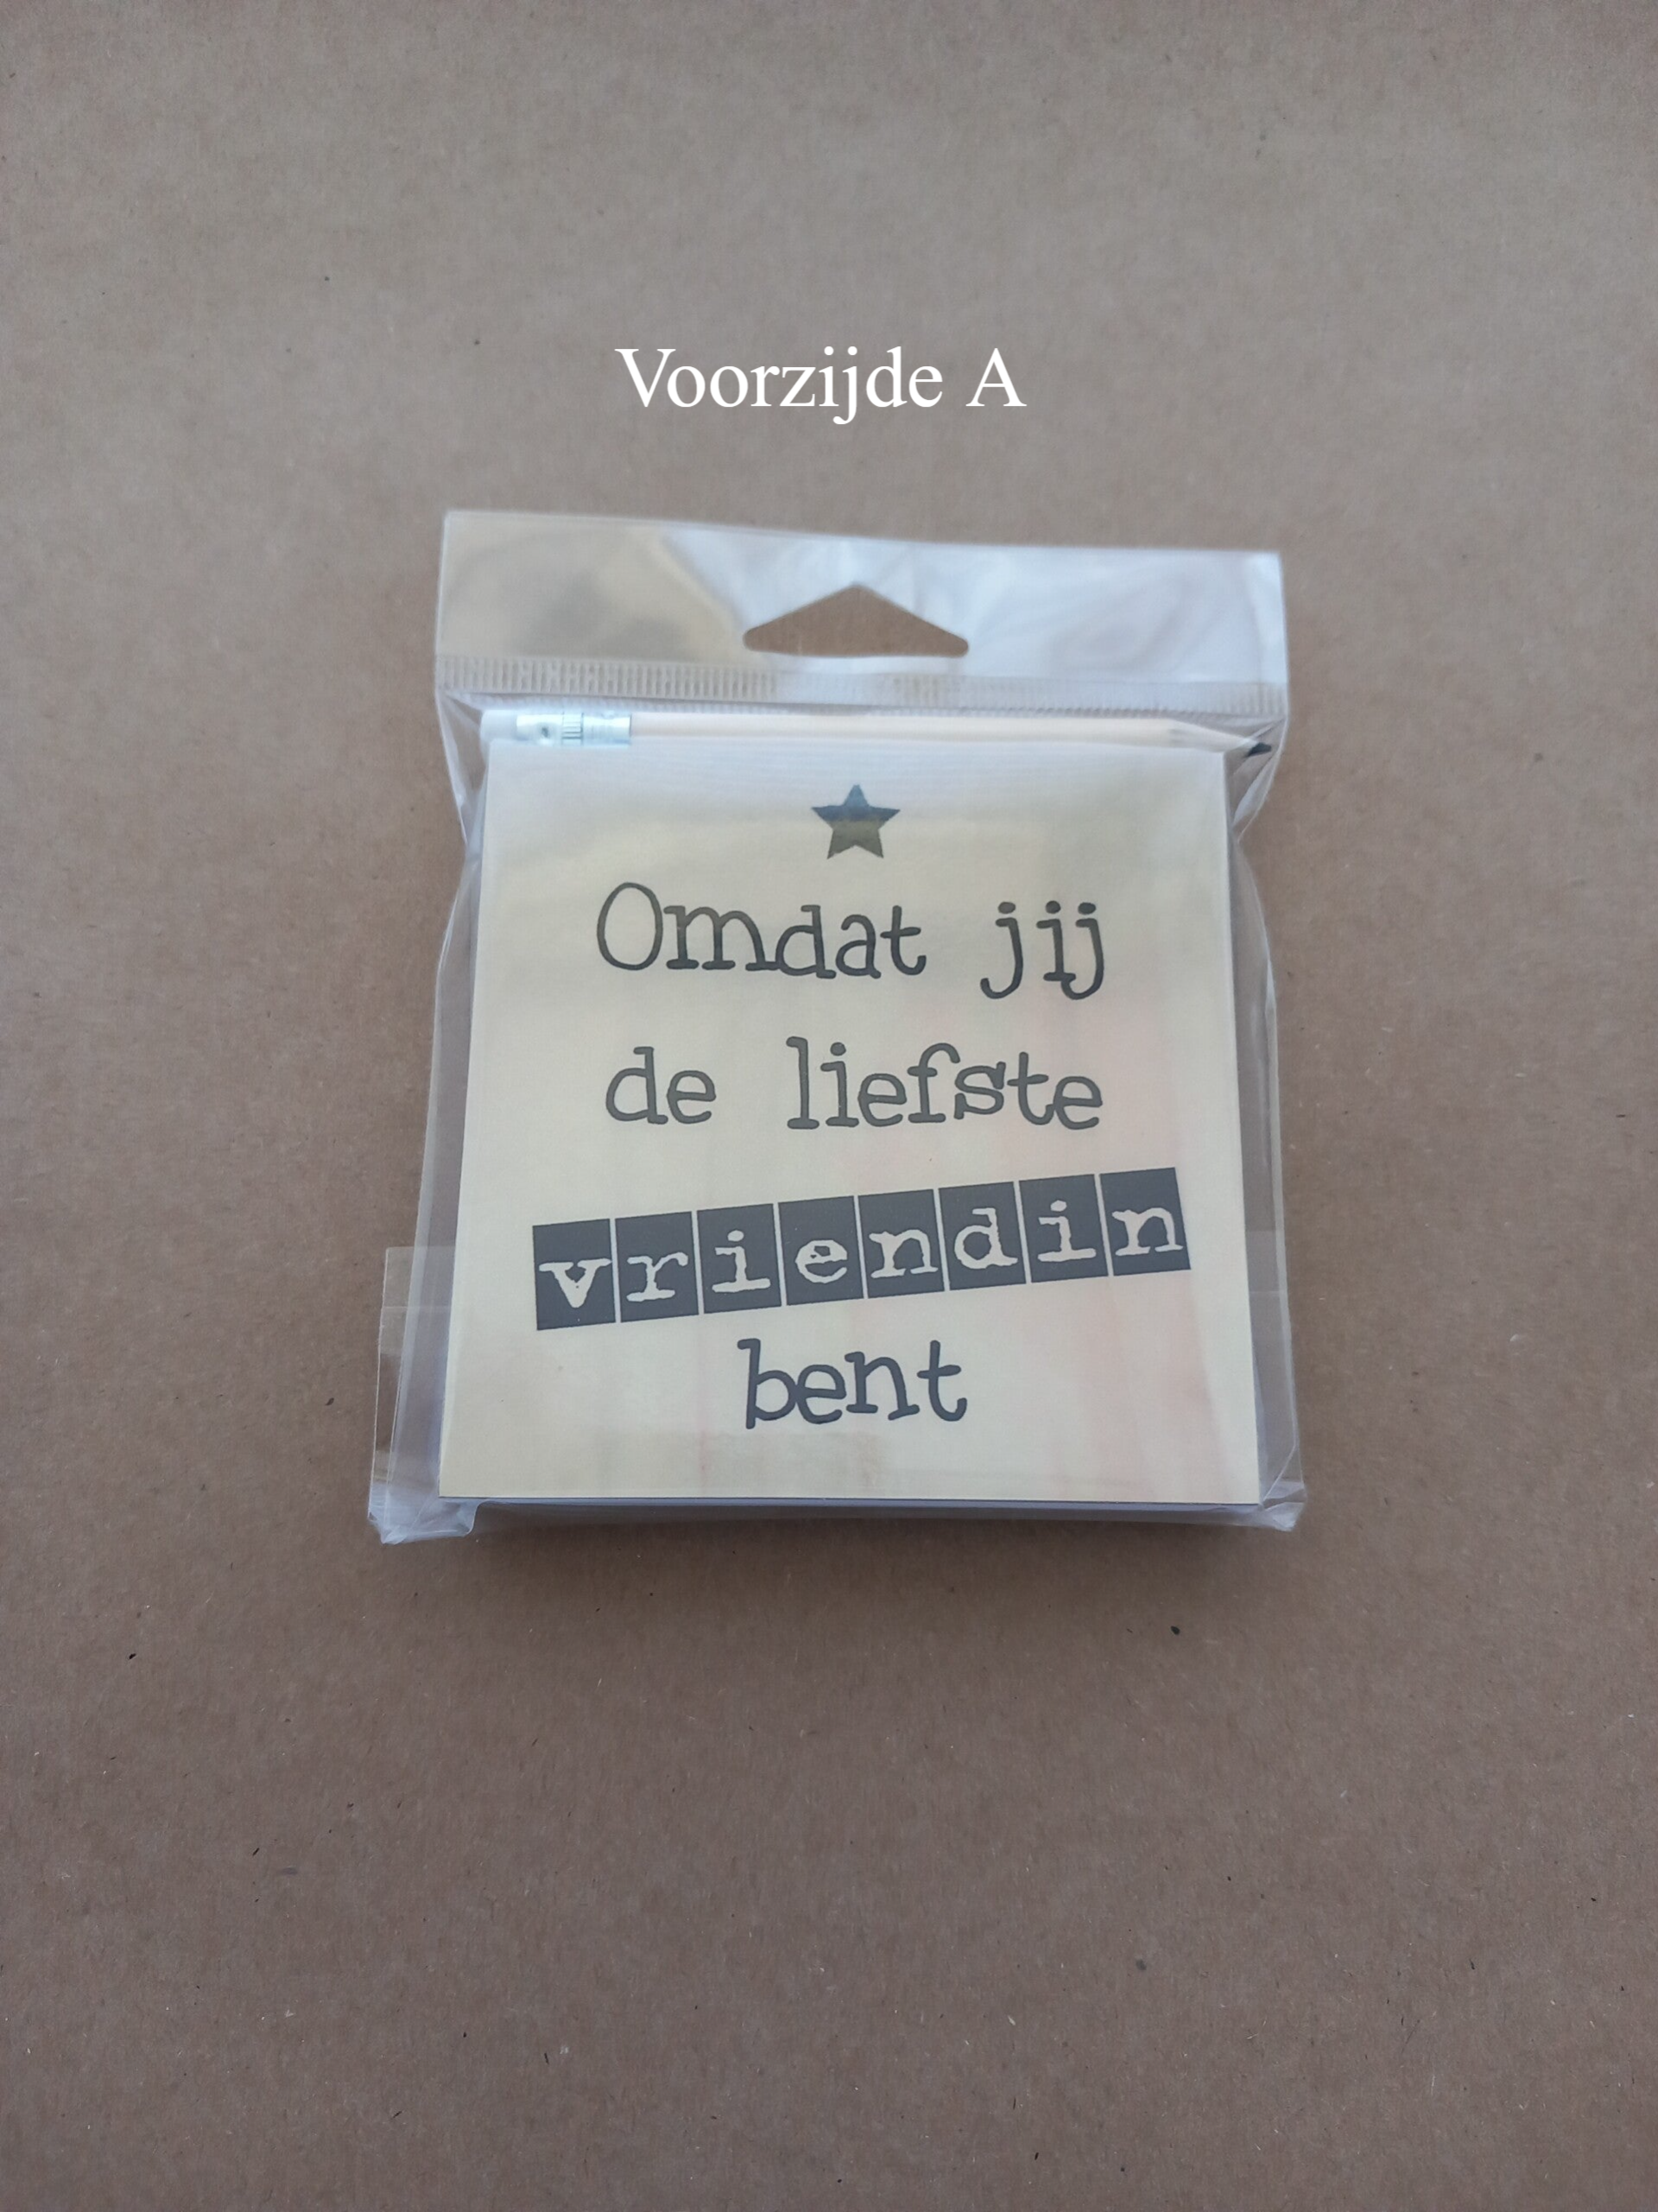 Voorzijde A
Omdat jij
de liefste
vriendin
bent